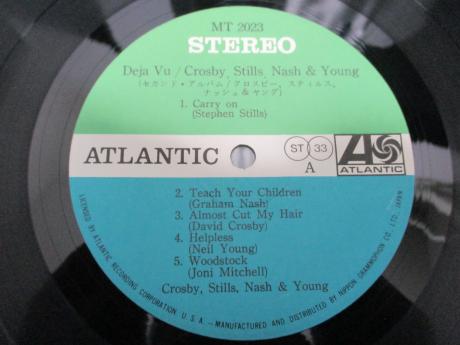 MT 2023
STEREO
Deja Vu / Crosby, Stills, Nash & Young
(セカンド・アルバム/クロスビー, スティルス,
ナッシュ&ヤング)
1. Carry on
(Stephen Stills)
ATLANTIC
ST 33
A
ATLANTIC
2. Teach Your Children
(Graham Nash)
3. Almost Cut My Hair
(David Crosby)
4. Helpless
(Neil Young)
5. Woodstock
(Joni Mitchell)
Crosby, Stills, Nash & Young
LICENSED BY ATLANTIC RECORDING CORPORATION, U.S.A.—MANUFACTURED AND DISTRIBUTED BY NIPPON GRAMMOPHON CO., LTD., JAPAN